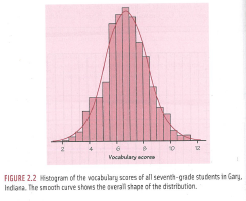 2 4 6 8 10 12
Vocabulary scores
FIGURE 2.2 Histogram of the vocabulary scores of all seventh-grade students in Gary,
Indiana. The smooth curve shows the overall shape of the distribution.